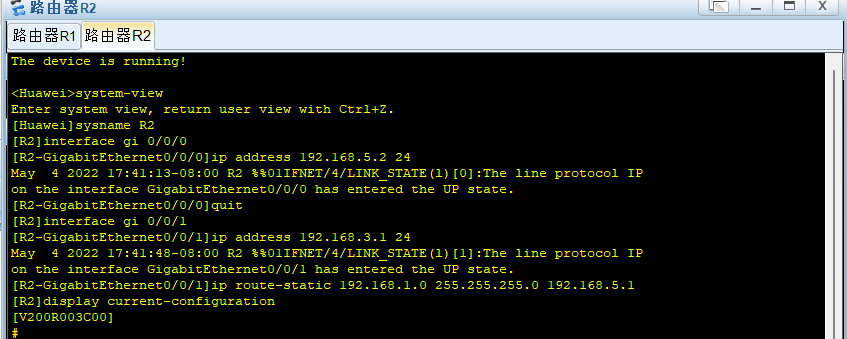 路由器R2
路由器R1 路由器R2
The device is running!
<Huawei>system-view
Enter system view, return user view with Ctrl+Z.
[Huawei]sysname R2
[R2]interface gi 0/0/0
[R2-GigabitEthernet0/0/0]ip address 192.168.5.2 24
May  4 2022 17:41:13-08:00 R2 %%01IFNET/4/LINK_STATE(l)[0]:The line protocol IP
on the interface GigabitEthernet0/0/0 has entered the UP state.
[R2-GigabitEthernet0/0/0]quit
[R2]interface gi 0/0/1
[R2-GigabitEthernet0/0/1]ip address 192.168.3.1 24
May  4 2022 17:41:48-08:00 R2 %%01IFNET/4/LINK_STATE(l)[1]:The line protocol IP
on the interface GigabitEthernet0/0/1 has entered the UP state.
[R2-GigabitEthernet0/0/1]ip route-static 192.168.1.0 255.255.255.0 192.168.5.1
[R2]display current-configuration
[V200R003C00]
#